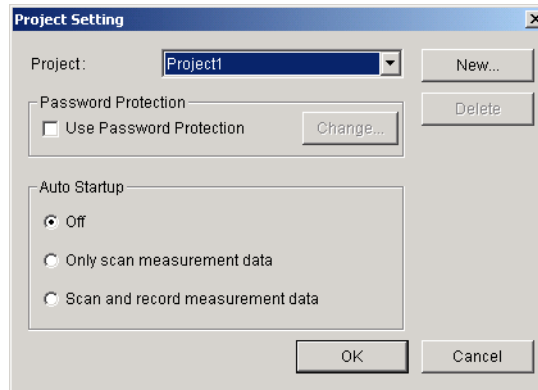 Project Setting
Project: Project1 New...
Password Protection Delete
Use Password Protection Change...
Auto Startup
Off
Only scan measurement data
Scan and record measurement data
OK Cancel